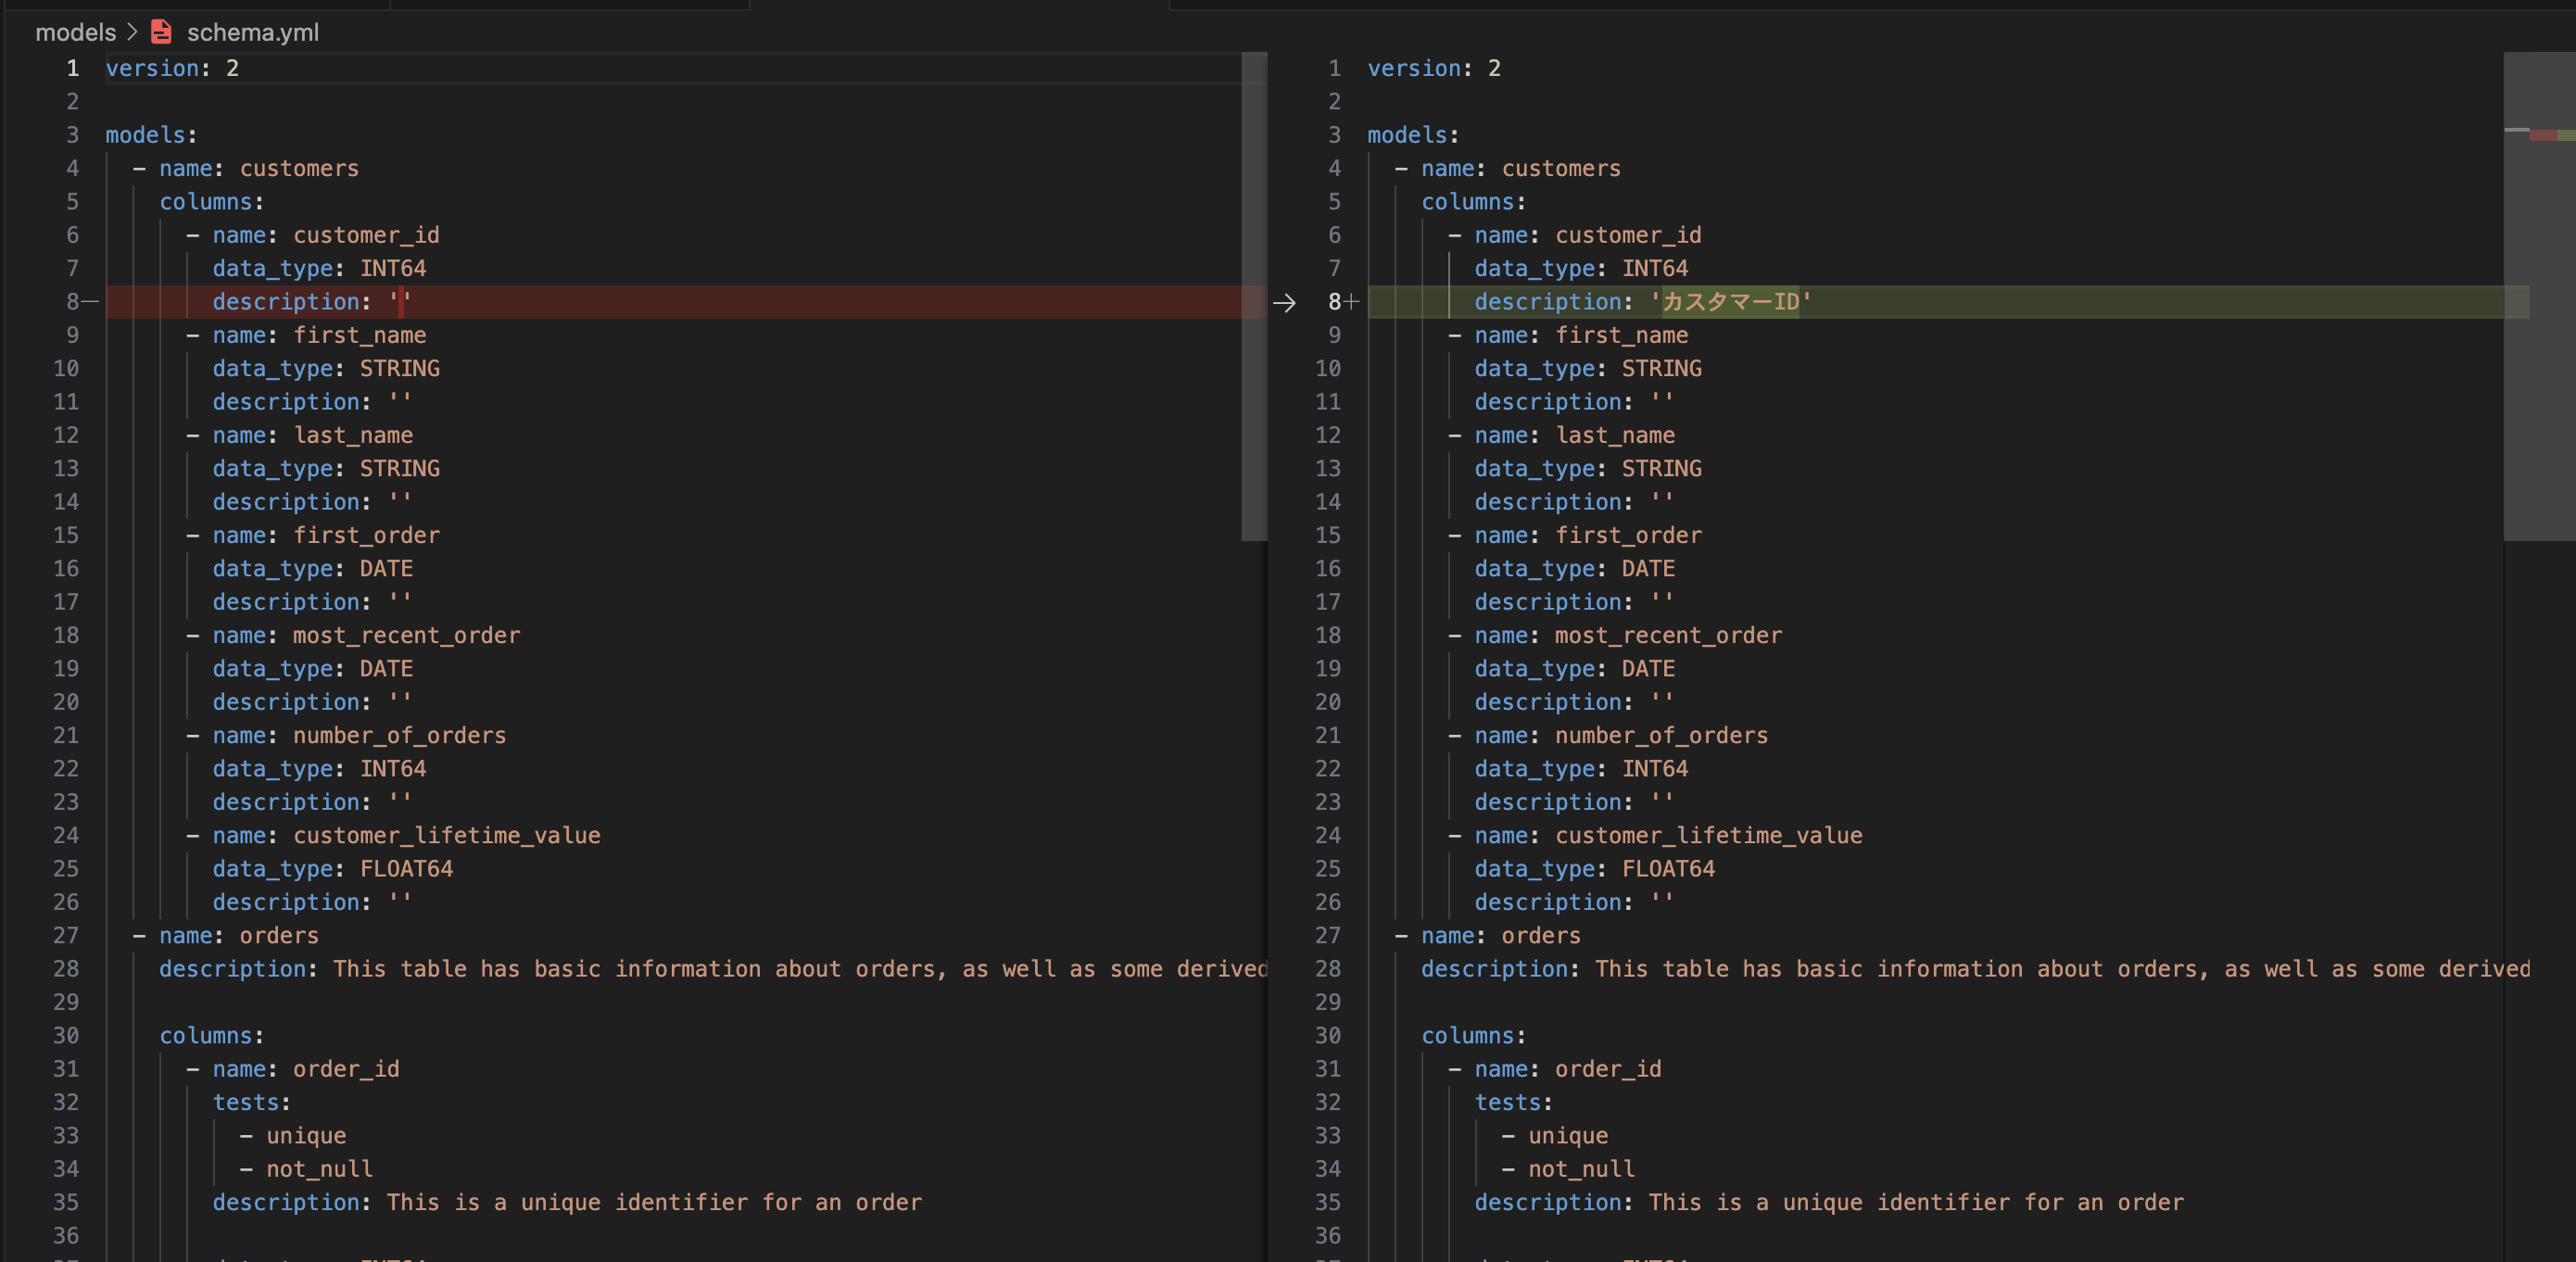 models > schema.yml
1 version: 2
2
3 models:
4 - name: customers
5 columns:
6 - name: customer_id
7 data_type: INT64
8— description: ''
9 - name: first_name
10 data_type: STRING
11 description: ''
12 - name: last_name
13 data_type: STRING
14 description: ''
15 - name: first_order
16 data_type: DATE
17 description: ''
18 - name: most_recent_order
19 data_type: DATE
20 description: ''
21 - name: number_of_orders
22 data_type: INT64
23 description: ''
24 - name: customer_lifetime_value
25 data_type: FLOAT64
26 description: ''
27 - name: orders
28 description: This table has basic information about orders, as well as some derived
29
30 columns:
31 - name: order_id
32 tests:
33 - unique
34 - not_null
35 description: This is a unique identifier for an order
36
1 version: 2
2
3 models:
4 - name: customers
5 columns:
6 - name: customer_id
7 data_type: INT64
→ 8+ description: 'カスタマーID'
9 - name: first_name
10 data_type: STRING
11 description: ''
12 - name: last_name
13 data_type: STRING
14 description: ''
15 - name: first_order
16 data_type: DATE
17 description: ''
18 - name: most_recent_order
19 data_type: DATE
20 description: ''
21 - name: number_of_orders
22 data_type: INT64
23 description: ''
24 - name: customer_lifetime_value
25 data_type: FLOAT64
26 description: ''
27 - name: orders
28 description: This table has basic information about orders, as well as some derived
29
30 columns:
31 - name: order_id
32 tests:
33 - unique
34 - not_null
35 description: This is a unique identifier for an order
36